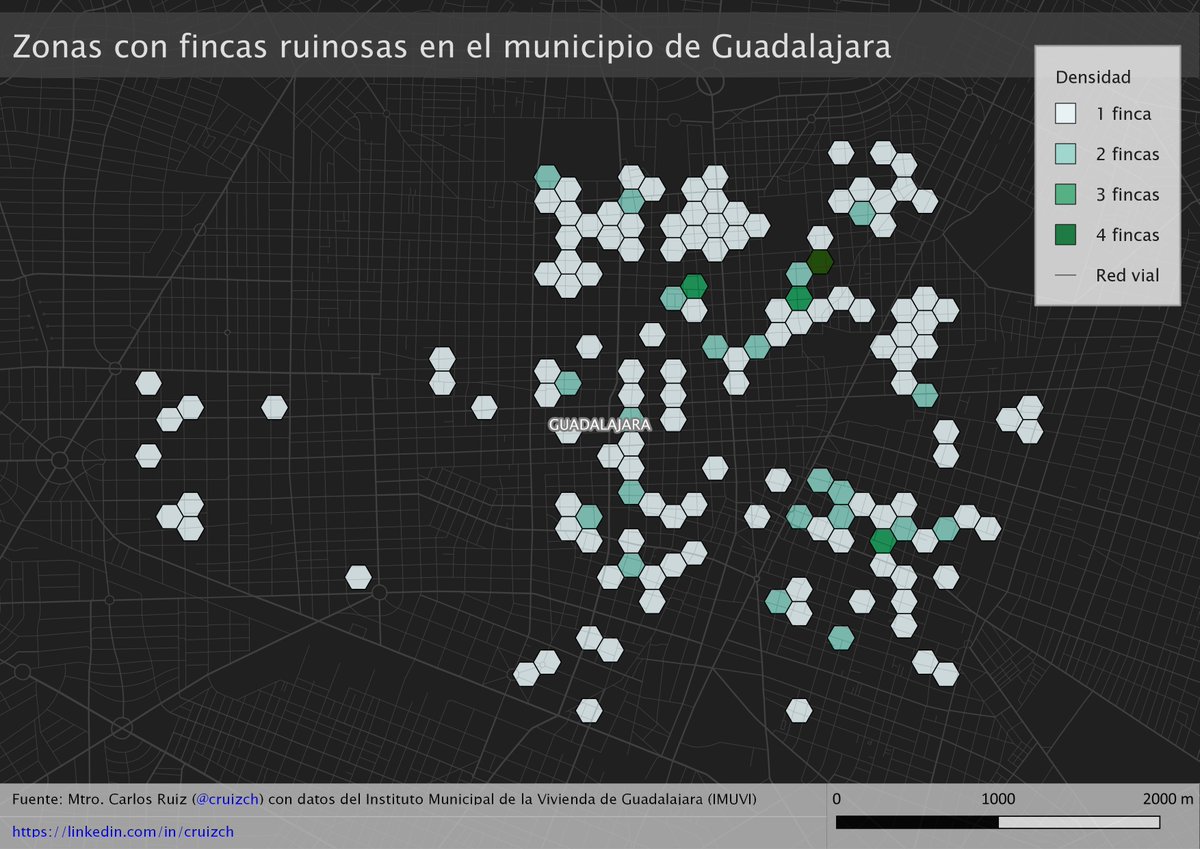 Zonas con fincas ruinosas en el municipio de Guadalajara
Densidad
1 finca
2 fincas
3 fincas
4 fincas
Red vial
GUADALAJARA
Fuente: Mtro. Carlos Ruiz (@cruizch) con datos del Instituto Municipal de la Vivienda de Guadalajara (IMUVI)
https://linkedin.com/in/cruizch
0 1000 2000 m